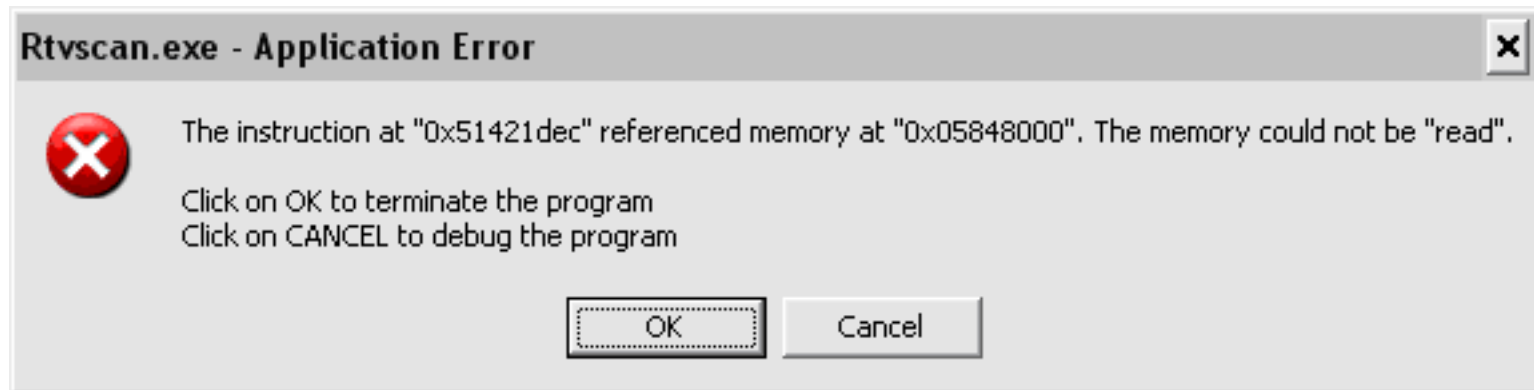 Rtvscan.exe - Application Error
The instruction at "0x51421dec" referenced memory at "0x05848000". The memory could not be "read".
Click on OK to terminate the program
Click on CANCEL to debug the program
OK
Cancel